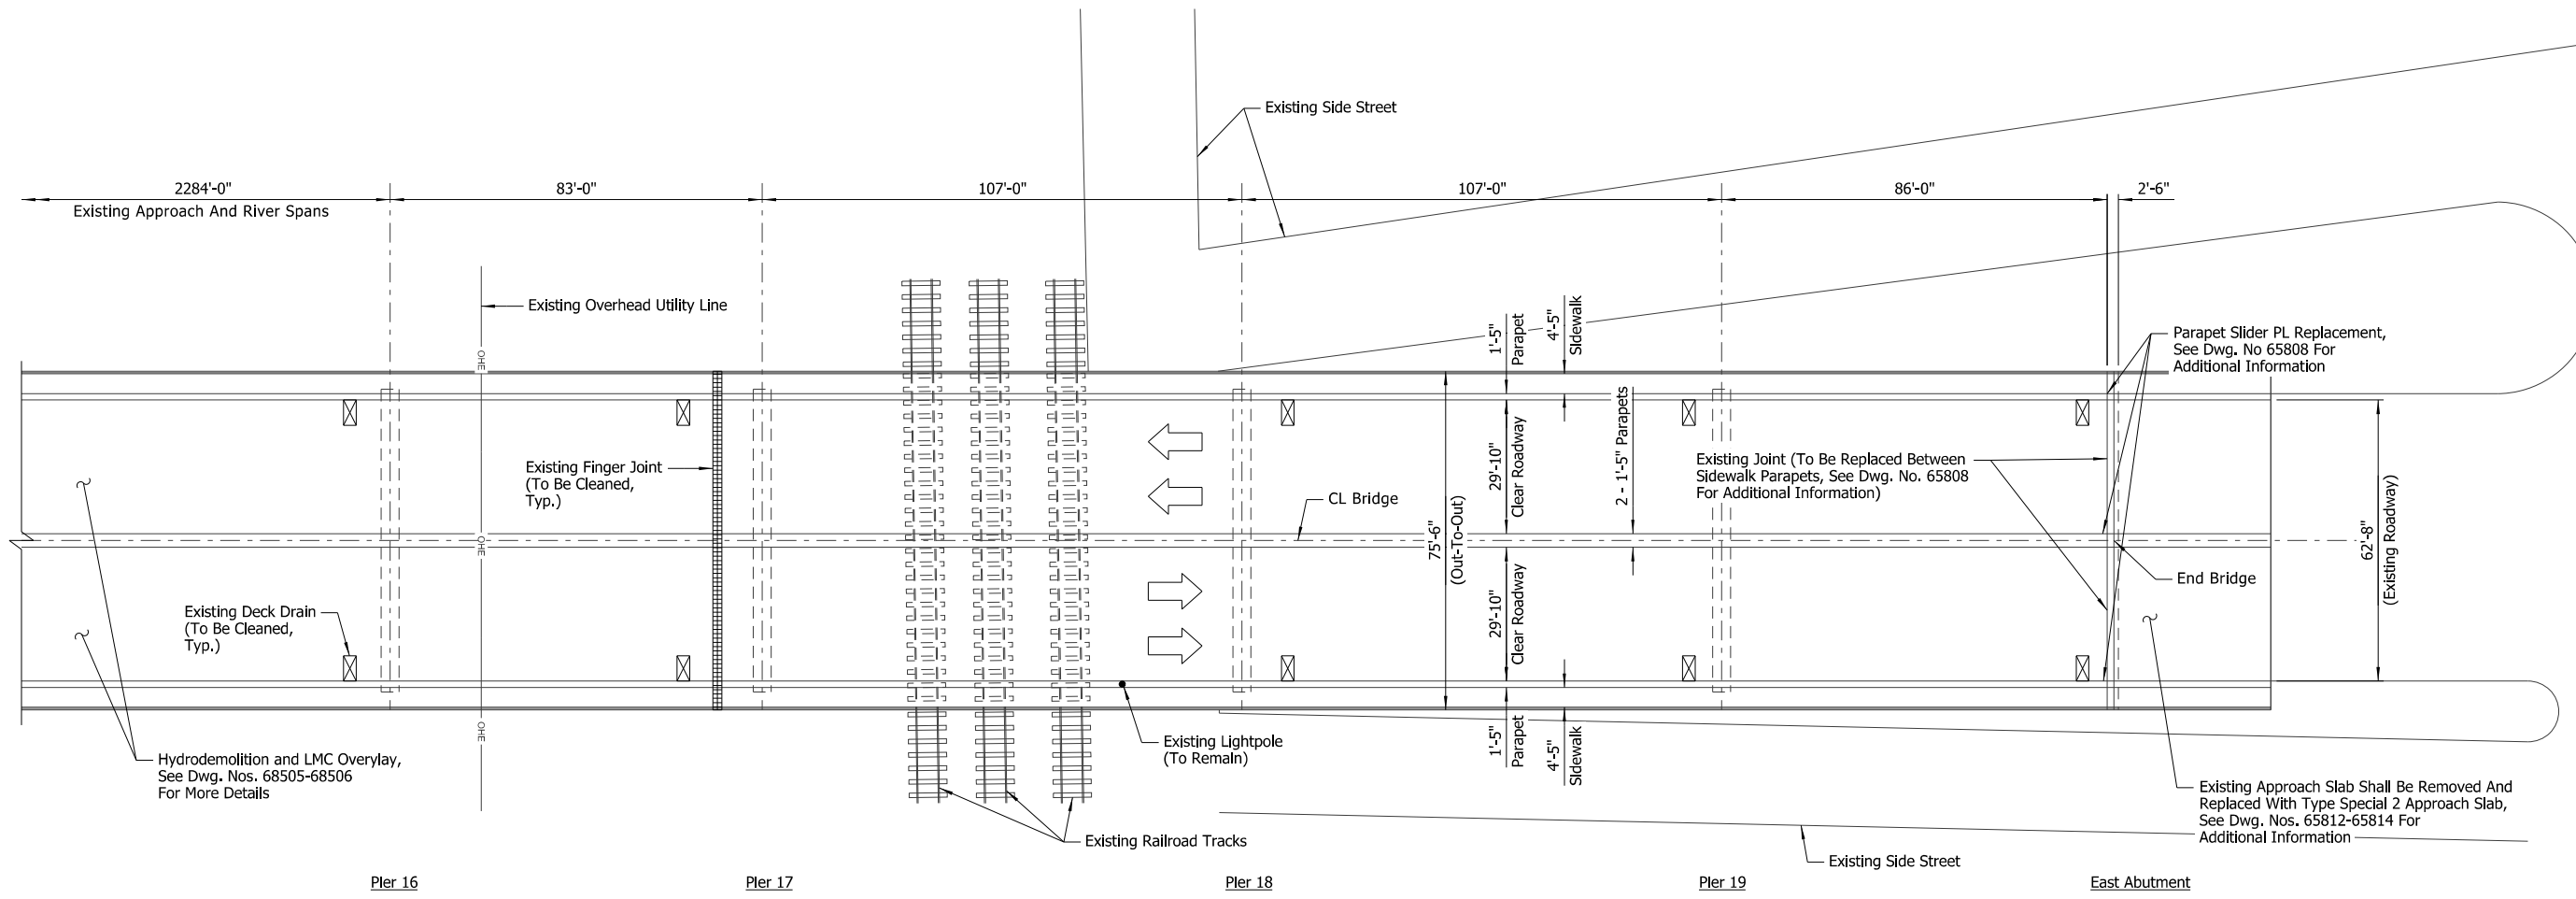 Existing Side Street
2284'-0"
83'-0"
107'-0"
107'-0"
86'-0"
2'-6"
Existing Approach And River Spans
Existing Overhead Utility Line
OHE
OHE
OHE
1'-5"
Parapet
4'-5"
Sidewalk
Parapet Slider PL Replacement,
See Dwg. No 65808 For
Additional Information
Existing Finger Joint
(To Be Cleaned,
Typ.)
CL Bridge
75'-6"
(Out-To-Out)
29'-10"
Clear Roadway
2 - 1'-5" Parapets
Existing Joint (To Be Replaced Between
Sidewalk Parapets, See Dwg. No. 65808
For Additional Information)
62'-8"
(Existing Roadway)
End Bridge
Existing Deck Drain
(To Be Cleaned,
Typ.)
29'-10"
Clear Roadway
Hydrodemolition and LMC Overylay,
See Dwg. Nos. 68505-68506
For More Details
Existing Lightpole
(To Remain)
1'-5"
Parapet
4'-5"
Sidewalk
Existing Railroad Tracks
Existing Approach Slab Shall Be Removed And
Replaced With Type Special 2 Approach Slab,
See Dwg. Nos. 65812-65814 For
Additional Information
Existing Side Street
Pier 16
Pier 17
Pier 18
Pier 19
East Abutment